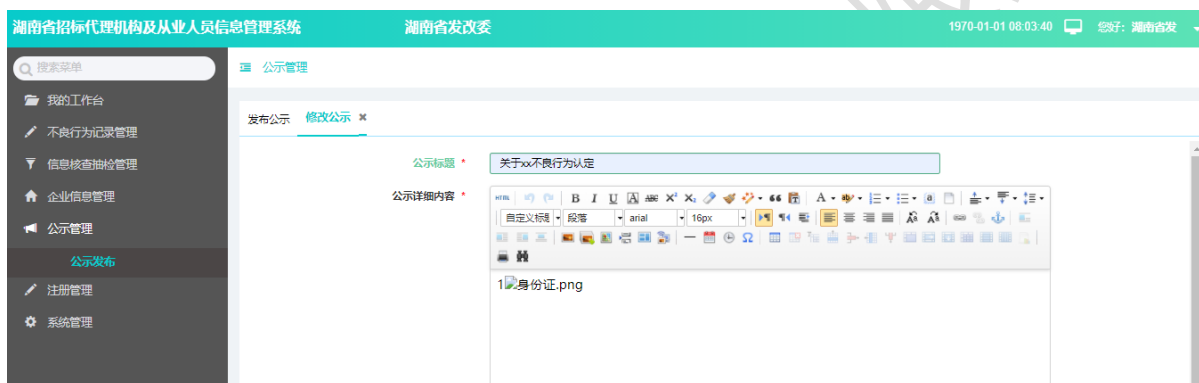 湖南省招标代理机构及从业人员信息管理系统 湖南省发改委 1970-01-01 08:03:40 您好: 湖南省发
搜索菜单 公示管理
我的工作台
发布公示 修改公示 ×
不良行为记录管理
信息核查抽检管理 公示标题 * 关于xx不良行为认定
企业信息管理 公示详细内容 *
HTML B I U A ABC X² X₂ A
公示管理 自定义标题 段落 arial 16px
公示发布
注册管理 1身份证.png
系统管理